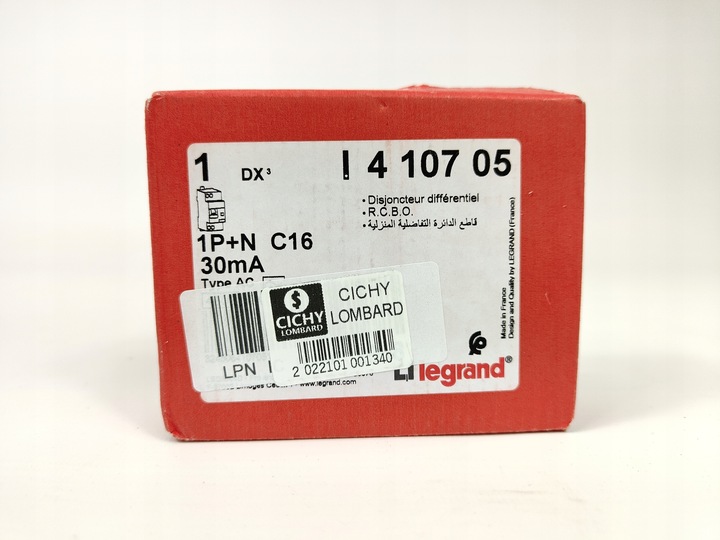 1 DX³ 4 107 05
• Disjoncteur différentiel
• R.C.B.O.
• قاطع الدائرة التفاضلية المنزلية
1P+N C16
30mA
Type AC
Made in France
Design and Quality by LEGRAND (France)
$
CICHY
LOMBARD
CICHY
LOMBARD
LPN
2 022101 001340
www.legrand.com
legrand®